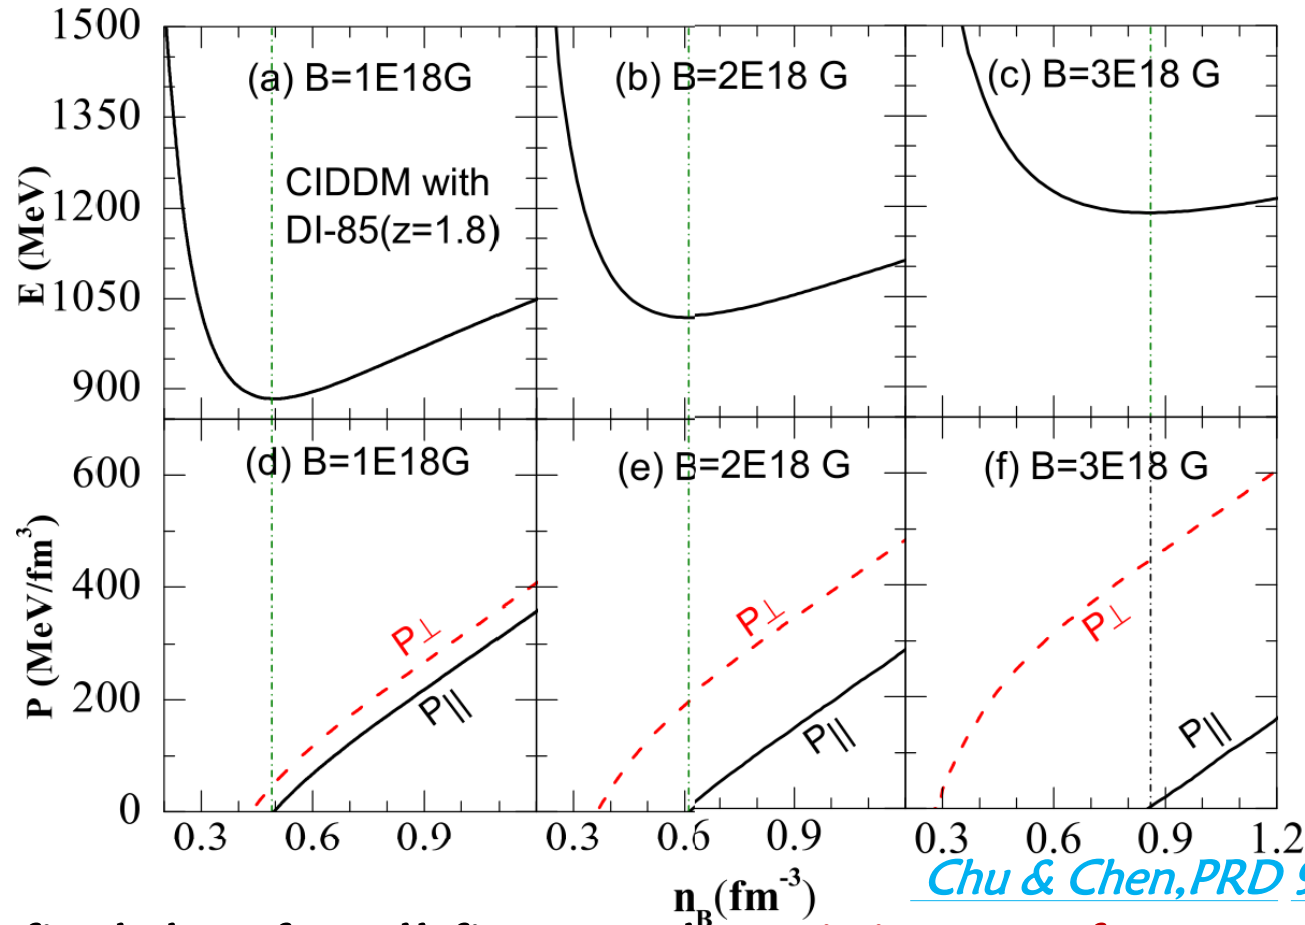 1500
1350
1200
1050
900
E (MeV)
(a) B=1E18G
CIDDM with
DI-85(z=1.8)
(b) B=2E18 G
(c) B=3E18 G
600
400
200
0
P (MeV/fm³)
(d) B=1E18G
P⊥
P||
(e) B=2E18 G
P⊥
P||
(f) B=3E18 G
P⊥
P||
0.3 0.6 0.9 0.3 0.6 0.9 0.3 0.6 0.9 1.2
n_B(fm⁻³)
Chu & Chen,PRD 9